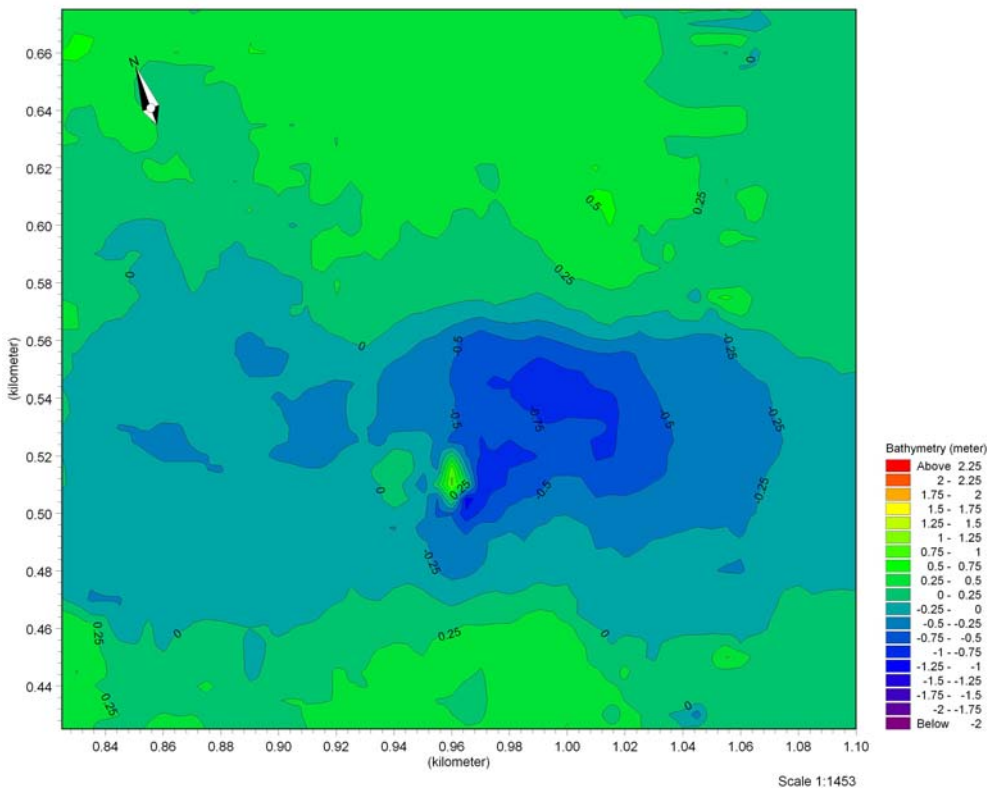 0.66
0.64
0.62
0.60
0.58
0.56
0.54
0.52
0.50
0.48
0.46
0.44
(kilometer)
N
0
0.5
0.25
0.25
0
0
-0.5
-0.25
-0.5
-0.75
-0.5
-0.25
0
0.25
-0.5
-0.25
-0.25
0.25
0
0.25
0
0.25
0
0.84
0.86
0.88
0.90
0.92
0.94
0.96
0.98
1.00
1.02
1.04
1.06
1.08
1.10
(kilometer)
Bathymetry (meter)
Above 2.25
2 - 2.25
1.75 - 2
1.5 - 1.75
1.25 - 1.5
1 - 1.25
0.75 - 1
0.5 - 0.75
0.25 - 0.5
0 - 0.25
-0.25 - 0
-0.5 - -0.25
-0.75 - -0.5
-1 - -0.75
-1.25 - -1
-1.5 - -1.25
-1.75 - -1.5
-2 - -1.75
Below -2
Scale 1:1453